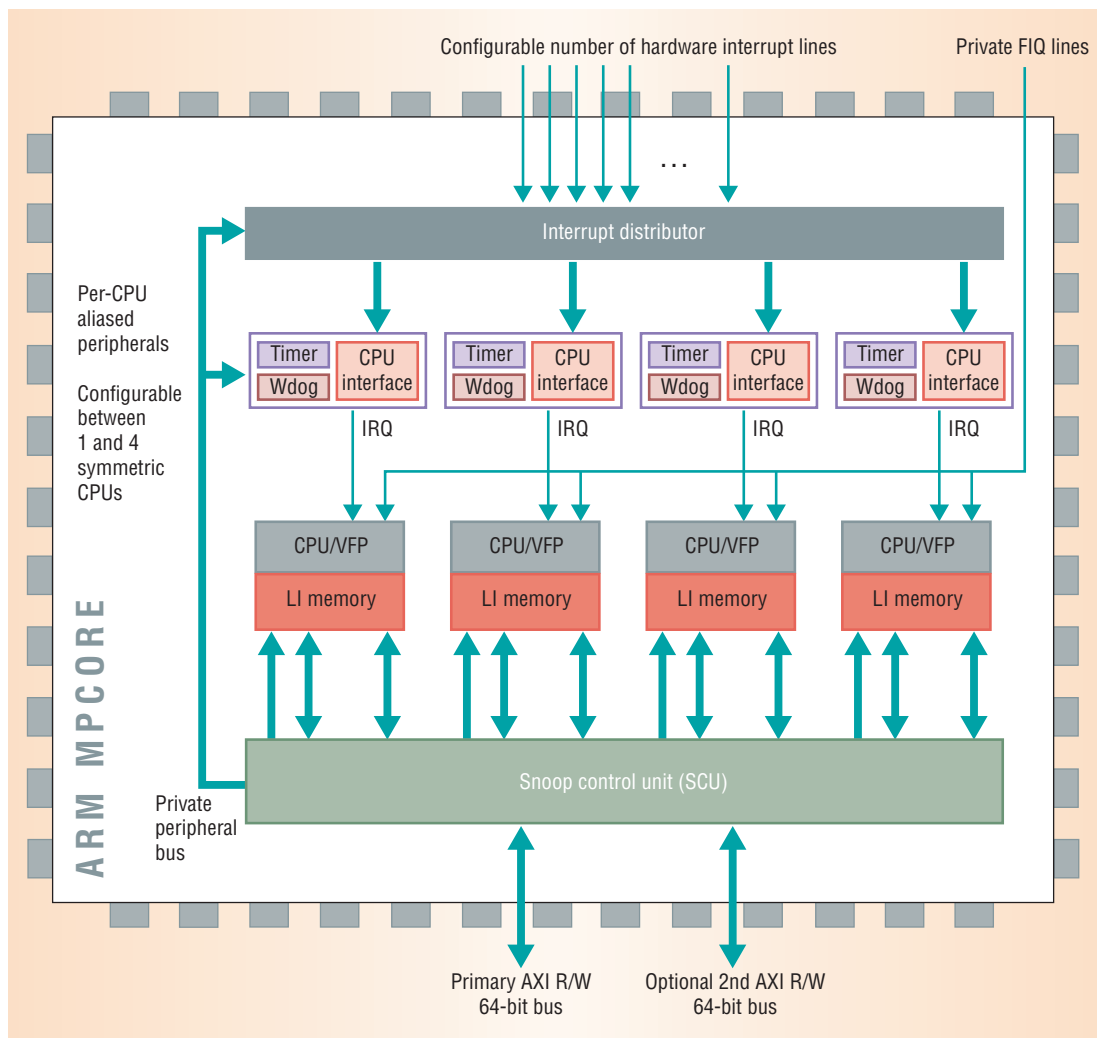 Configurable number of hardware interrupt lines
Private FIQ lines
...
Interrupt distributor
Per-CPU
aliased
peripherals
Configurable
between
1 and 4
symmetric
CPUs
Timer
Wdog
CPU
interface
Timer
Wdog
CPU
interface
Timer
Wdog
CPU
interface
Timer
Wdog
CPU
interface
IRQ
IRQ
IRQ
IRQ
CPU/VFP
LI memory
CPU/VFP
LI memory
CPU/VFP
LI memory
CPU/VFP
LI memory
ARM MPCORE
Snoop control unit (SCU)
Private
peripheral
bus
Primary AXI R/W
64-bit bus
Optional 2nd AXI R/W
64-bit bus